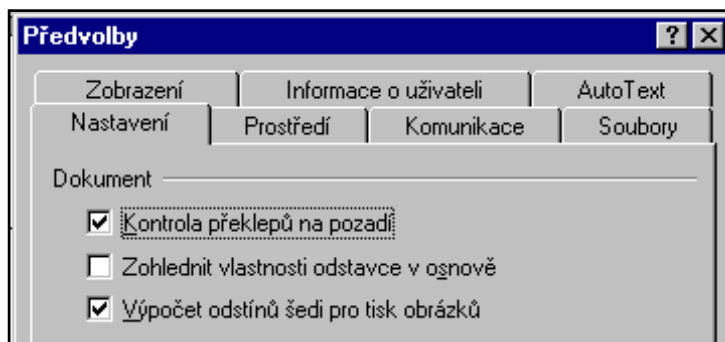 Předvolby
Zobrazení Informace o uživateli AutoText
Nastavení Prostředí Komunikace Soubory
Dokument
Kontrola překlepů na pozadí
Zohlednit vlastnosti odstavce v osnově
Výpočet odstínů šedi pro tisk obrázků